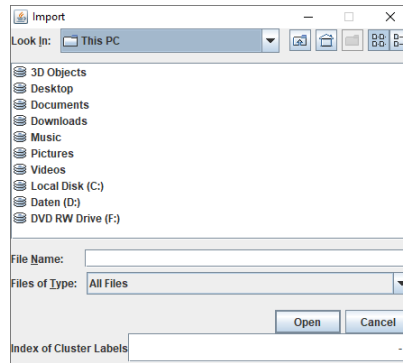 Import
Look In: This PC
3D Objects
Desktop
Documents
Downloads
Music
Pictures
Videos
Local Disk (C:)
Daten (D:)
DVD RW Drive (F:)
File Name:
Files of Type: All Files
Open Cancel
Index of Cluster Labels -